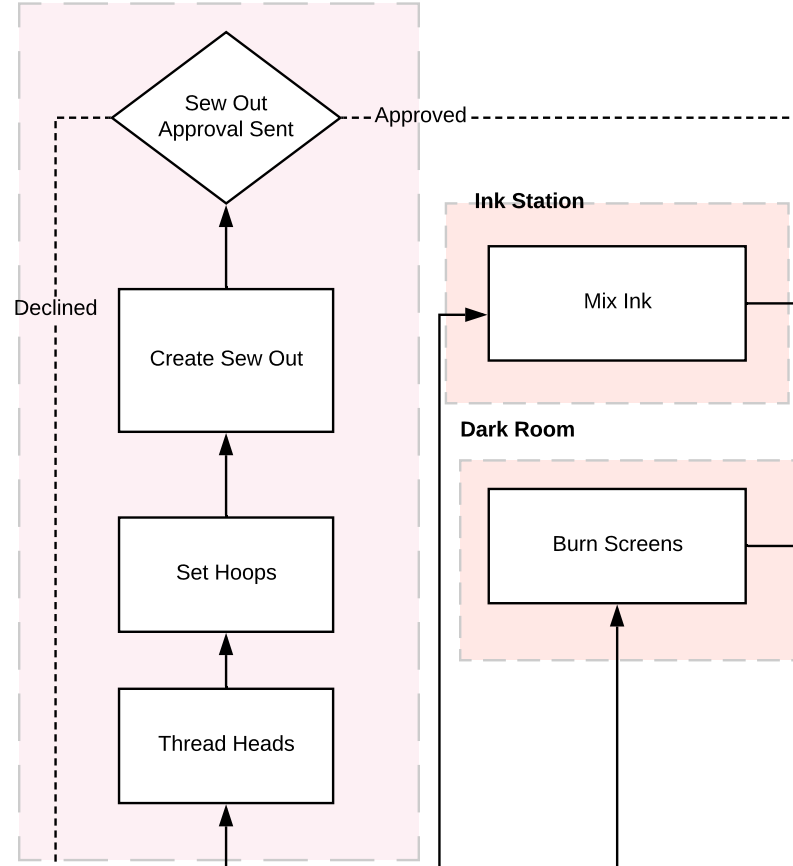 Sew Out
Approval Sent
Approved
Ink Station
Mix Ink
Declined
Create Sew Out
Dark Room
Burn Screens
Set Hoops
Thread Heads